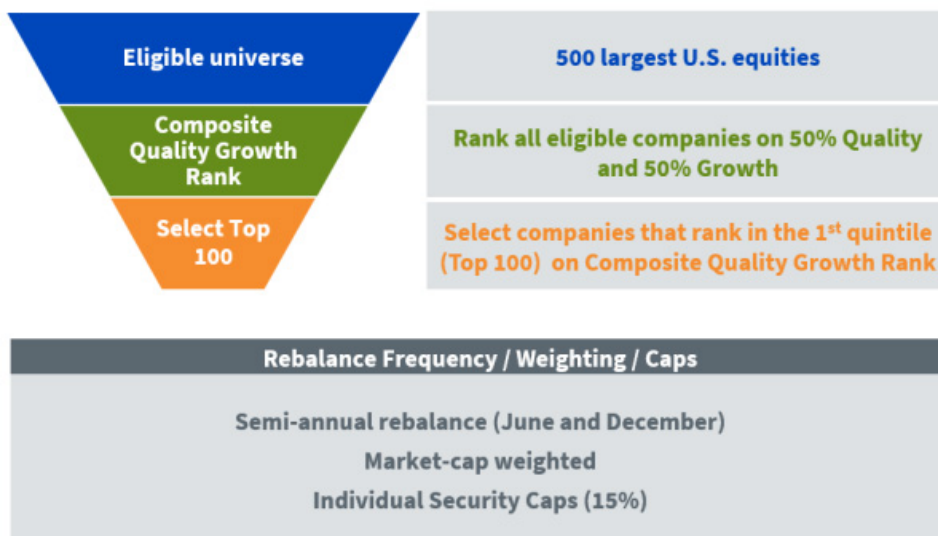 Eligible universe
500 largest U.S. equities
Composite
Quality Growth
Rank
Rank all eligible companies on 50% Quality
and 50% Growth
Select Top
100
Select companies that rank in the 1st quintile
(Top 100) on Composite Quality Growth Rank
Rebalance Frequency / Weighting / Caps
Semi-annual rebalance (June and December)
Market-cap weighted
Individual Security Caps (15%)